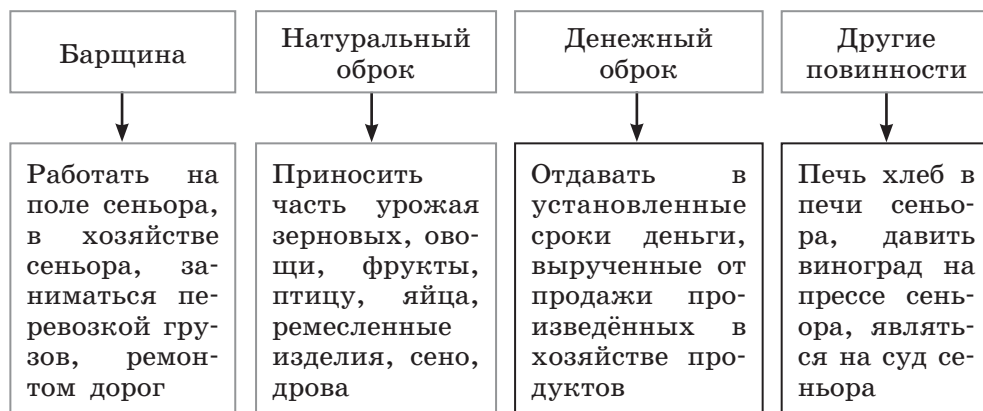 Барщина
Натуральный
оброк
Денежный
оброк
Другие
повинности
Работать на
поле сеньора,
в хозяйстве
сеньора, за-
ниматься пе-
ревозкой гру-
зов, ремон-
том дорог
Приносить
часть урожая
зерновых, ово-
щи, фрукты,
птицу, яйца,
ремесленные
изделия, сено,
дрова
Отдавать в
установленные
сроки деньги,
вырученные от
продажи про-
изведённых в
хозяйстве про-
дуктов
Печь хлеб в
печи сеньо-
ра, давить
виноград на
прессе сень-
ора, являть-
ся на суд се-
ньора